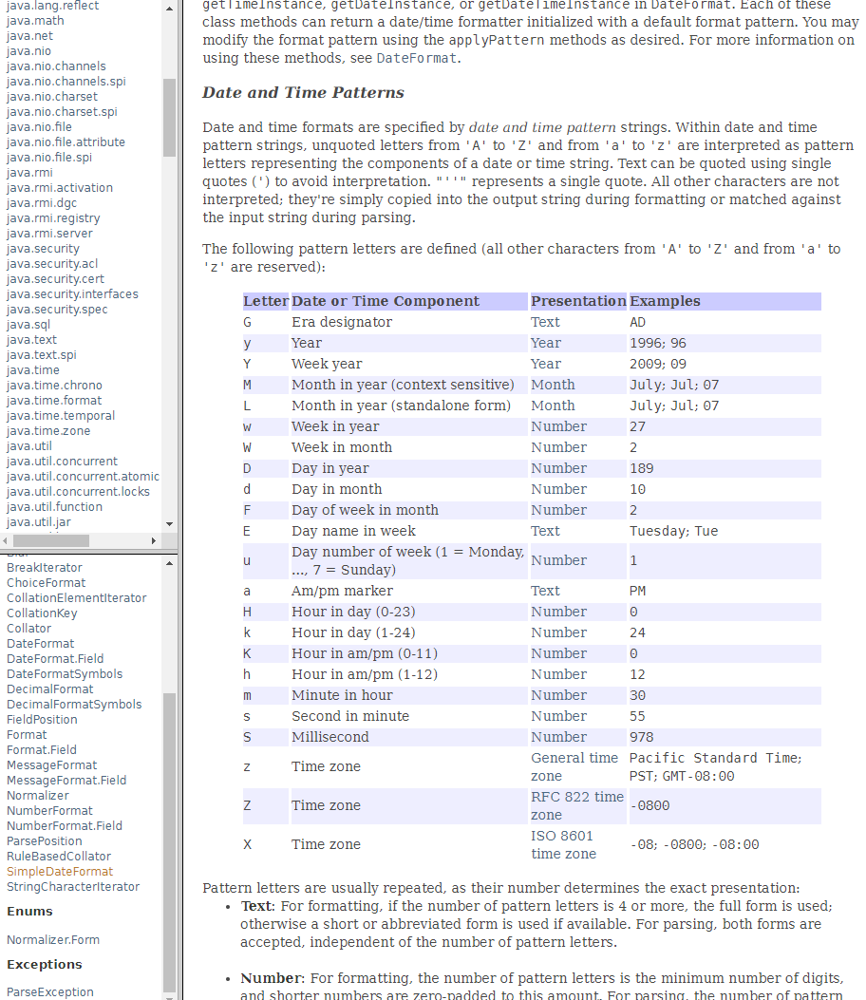 java.lang.reflect
java.math
java.net
java.nio
java.nio.channels
java.nio.channels.spi
java.nio.charset
java.nio.charset.spi
java.nio.file
java.nio.file.attribute
java.nio.file.spi
java.rmi
java.rmi.activation
java.rmi.dgc
java.rmi.registry
java.rmi.server
java.security
java.security.acl
java.security.cert
java.security.interfaces
java.security.spec
java.sql
java.text
java.text.spi
java.time
java.time.chrono
java.time.format
java.time.temporal
java.time.zone
java.util
java.util.concurrent
java.util.concurrent.atomic
java.util.concurrent.locks
java.util.function
java.util.jar
BreakIterator
ChoiceFormat
CollationElementIterator
CollationKey
Collator
DateFormat
DateFormat.Field
DateFormatSymbols
DecimalFormat
DecimalFormatSymbols
FieldPosition
Format
Format.Field
MessageFormat
MessageFormat.Field
Normalizer
NumberFormat
NumberFormat.Field
ParsePosition
RuleBasedCollator
SimpleDateFormat
StringCharacterIterator
Enums
Normalizer.Form
Exceptions
ParseException
getTimeInstance, getDateInstance, or getDateTimeInstance in DateFormat. Each of these
class methods can return a date/time formatter initialized with a default format pattern. You may
modify the format pattern using the applyPattern methods as desired. For more information on
using these methods, see DateFormat.
Date and Time Patterns
Date and time formats are specified by date and time pattern strings. Within date and time
pattern strings, unquoted letters from 'A' to 'Z' and from 'a' to 'z' are interpreted as pattern
letters representing the components of a date or time string. Text can be quoted using single
quotes (') to avoid interpretation. "''" represents a single quote. All other characters are not
interpreted; they're simply copied into the output string during formatting or matched against
the input string during parsing.
The following pattern letters are defined (all other characters from 'A' to 'Z' and from 'a' to
'z' are reserved):
Letter Date or Time Component Presentation Examples
G Era designator Text AD
y Year Year 1996; 96
Y Week year Year 2009; 09
M Month in year (context sensitive) Month July; Jul; 07
L Month in year (standalone form) Month July; Jul; 07
w Week in year Number 27
W Week in month Number 2
D Day in year Number 189
d Day in month Number 10
F Day of week in month Number 2
E Day name in week Text Tuesday; Tue
u Day number of week (1 = Monday, ..., 7 = Sunday) Number 1
a Am/pm marker Text PM
H Hour in day (0-23) Number 0
k Hour in day (1-24) Number 24
K Hour in am/pm (0-11) Number 0
h Hour in am/pm (1-12) Number 12
m Minute in hour Number 30
s Second in minute Number 55
S Millisecond Number 978
z Time zone General time zone Pacific Standard Time; PST; GMT-08:00
Z Time zone RFC 822 time zone -0800
X Time zone ISO 8601 time zone -08; -0800; -08:00
Pattern letters are usually repeated, as their number determines the exact presentation:
• Text: For formatting, if the number of pattern letters is 4 or more, the full form is used;
otherwise a short or abbreviated form is used if available. For parsing, both forms are
accepted, independent of the number of pattern letters.
• Number: For formatting, the number of pattern letters is the minimum number of digits,
and shorter numbers are zero-padded to this amount. For parsing, the number of pattern